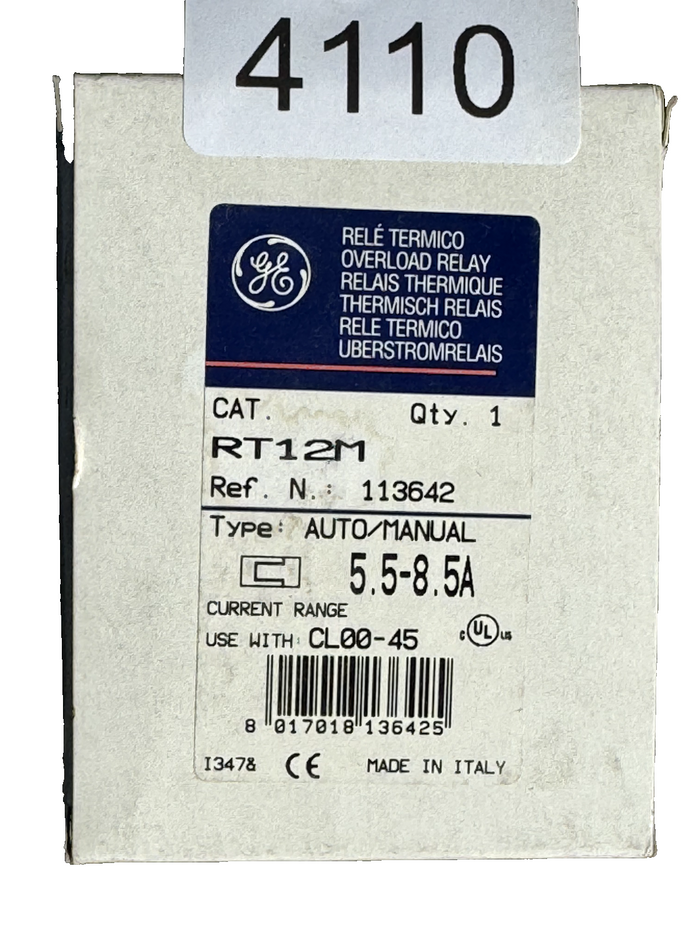 4110
GE
RELÉ TERMICO
OVERLOAD RELAY
RELAIS THERMIQUE
THERMISCH RELAIS
RELE TERMICO
UBERSTROMRELAIS
CAT. Qty. 1
RT12M
Ref. N.: 113642
Type: AUTO/MANUAL
5.5-8.5A
CURRENT RANGE
USE WITH: CL00-45 c UL us
8 017018 136425
I347& CE MADE IN ITALY